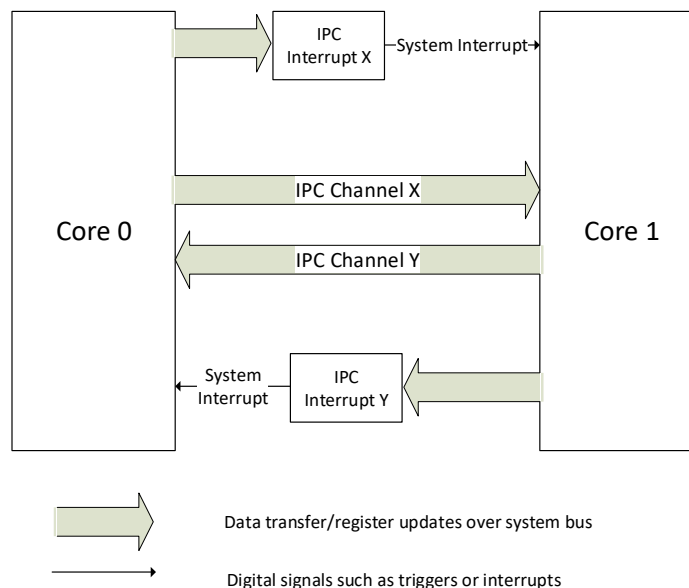 IPC
Interrupt X
System Interrupt
IPC Channel X
Core 0
Core 1
IPC Channel Y
System
Interrupt
IPC
Interrupt Y
Data transfer/register updates over system bus
Digital signals such as triggers or interrupts